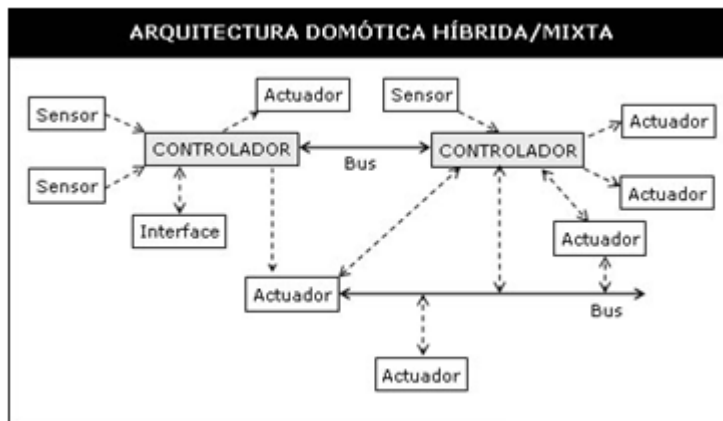 ARQUITECTURA DOMÓTICA HÍBRIDA/MIXTA
Sensor
Actuador
Sensor
Actuador
CONTROLADOR
Bus
CONTROLADOR
Sensor
Actuador
Interface
Actuador
Actuador
Bus
Actuador